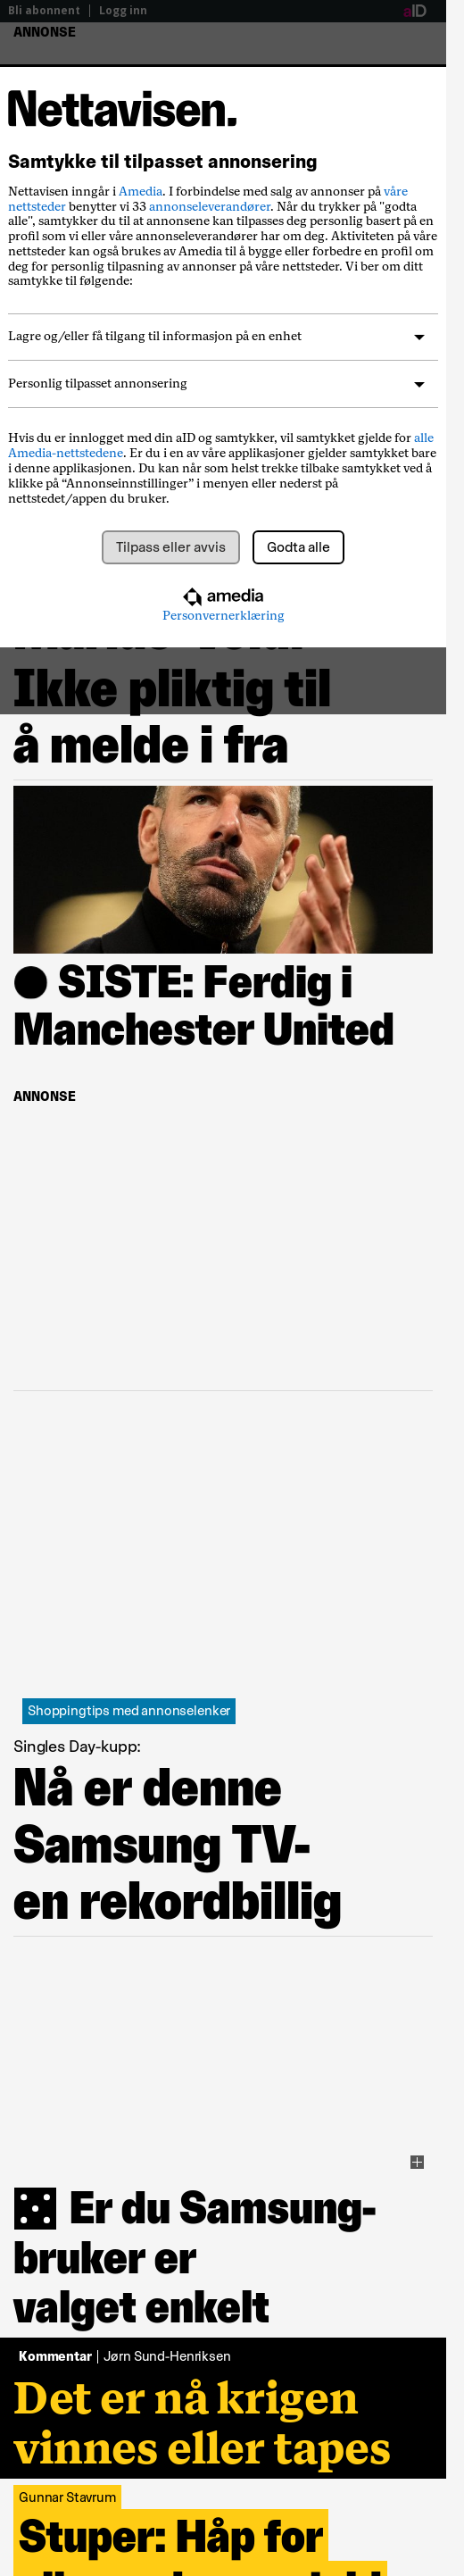 Bli abonnent | Logg inn
aID
ANNONSE
Nettavisen.
Samtykke til tilpasset annonsering
Nettavisen inngår i Amedia. I forbindelse med salg av annonser på våre
nettsteder benytter vi 33 annonseleverandører. Når du trykker på "godta
alle", samtykker du til at annonsene kan tilpasses deg personlig basert på en
profil som vi eller våre annonseleverandører har om deg. Aktiviteten på våre
nettsteder kan også brukes av Amedia til å bygge eller forbedre en profil om
deg for personlig tilpasning av annonser på våre nettsteder. Vi ber om ditt
samtykke til følgende:
Lagre og/eller få tilgang til informasjon på en enhet
Personlig tilpasset annonsering
Hvis du er innlogget med din aID og samtykker, vil samtykket gjelde for alle
Amedia-nettstedene. Er du i en av våre applikasjoner gjelder samtykket bare
i denne applikasjonen. Du kan når som helst trekke tilbake samtykket ved å
klikke på “Annonseinnstillinger” i menyen eller nederst på
nettstedet/appen du bruker.
Tilpass eller avvis
Godta alle
amedia
Personvernerklæring
Ikke pliktig til
å melde i fra
SISTE: Ferdig i
Manchester United
ANNONSE
Shoppingtips med annonselenker
Singles Day-kupp:
Nå er denne
Samsung TV-
en rekordbillig
Er du Samsung-
bruker er
valget enkelt
Kommentar | Jørn Sund-Henriksen
Det er nå krigen
vinnes eller tapes
Gunnar Stavrum
Stuper: Håp for